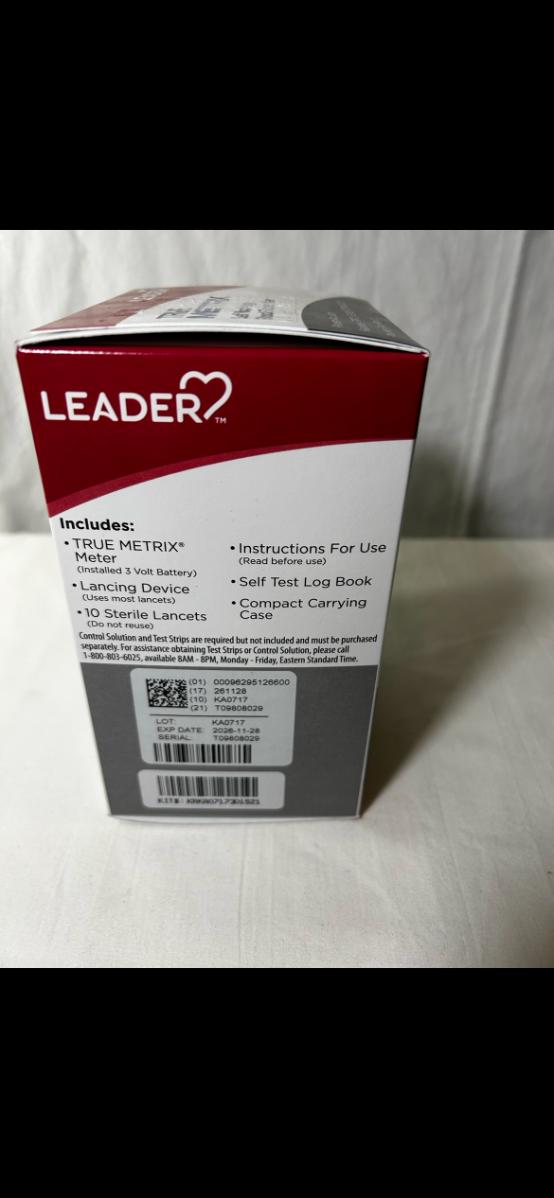 TRUE
METRIX
LEADER
TM
Includes:
• TRUE METRIX®
Meter
(Installed 3 Volt Battery)
• Lancing Device
(Uses most lancets)
• 10 Sterile Lancets
(Do not reuse)
• Instructions For Use
(Read before use)
• Self Test Log Book
• Compact Carrying
Case
Control Solution and Test Strips are required but not included and must be purchased
separately. For assistance obtaining Test Strips or Control Solution, please call
1-800-803-6025, available 8AM - 8PM, Monday - Friday, Eastern Standard Time.
(01) 00096295126600
(17) 261128
(10) KA0717
(21) T09808029
LOT: KA0717
EXP DATE: 2026-11-28
SERIAL: T09808029